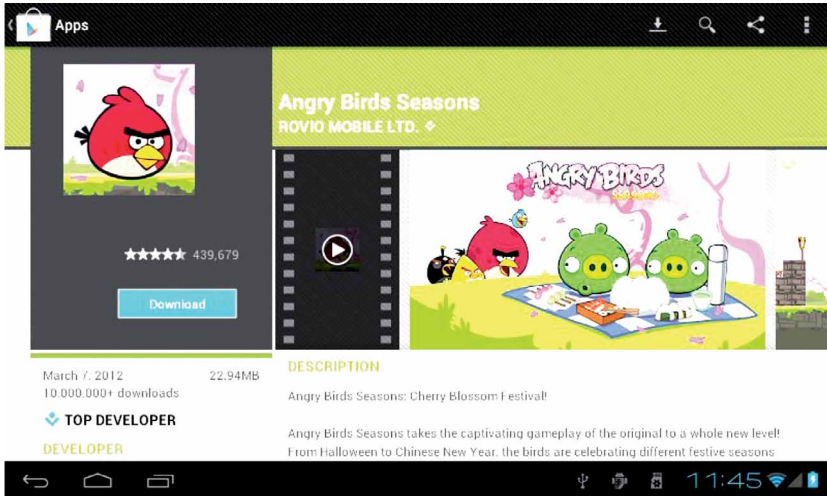 Apps
Angry Birds Seasons
ROVIO MOBILE LTD.
ANGRY BIRDS
SEASONS
439,679
Download
March 7, 2012
22.94MB
10,000,000+ downloads
TOP DEVELOPER
DEVELOPER
DESCRIPTION
Angry Birds Seasons: Cherry Blossom Festival!
Angry Birds Seasons takes the captivating gameplay of the original to a whole new level!
From Halloween to Chinese New Year, the birds are celebrating different festive seasons
11:45